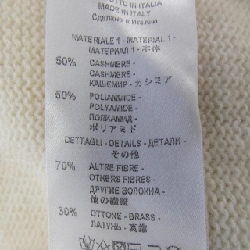 MADE IN ITALY
MATERIALE 1 - MATERIAL 1 -
МАТЕРИАЛ 1 -
50% CASHMERE -
CASHMERE -
КАШЕМИР - カシミア
50% POLIAMMIDE -
POLYAMIDE -
ПОЛИАМИД -
ポリアミド
DETTAGLI - DETAILS - ДЕТАЛИ -
その他
70% ALTRE FIBRE -
OTHERS FIBRES
ДРУГИЕ ВОЛОКНА -
他の繊維
30% OTTONE - BRASS -
ЛАТУНЬ - 真鍮